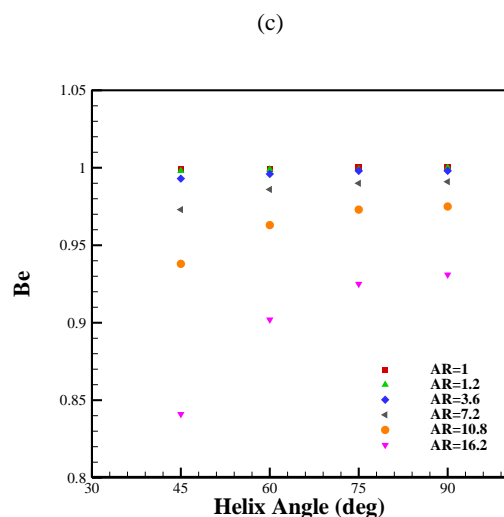 (c)
1.05
1
0.95
0.9
0.85
0.8
Be
30
45
60
75
90
Helix Angle (deg)
AR=1
AR=1.2
AR=3.6
AR=7.2
AR=10.8
AR=16.2